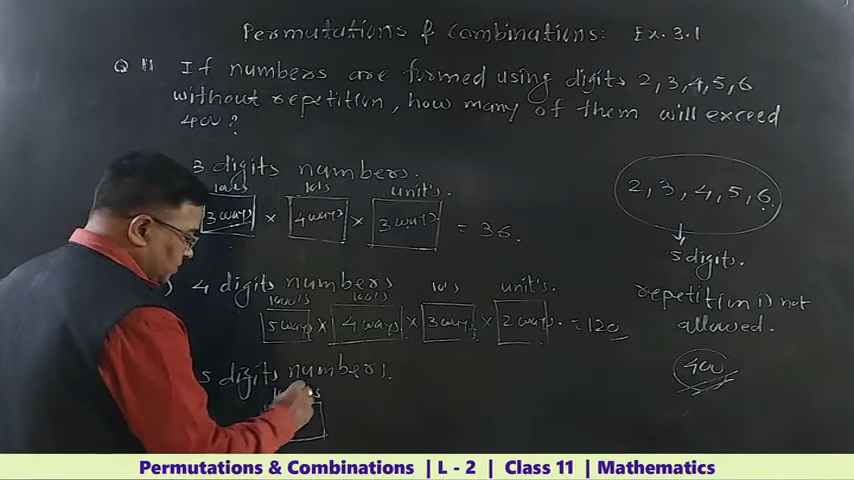 Permutations & Combinations: Ex. 3.1
Q 11 If numbers are formed using digits 2, 3, 4, 5, 6
without repetition, how many of them will exceed
400?
3 digits numbers.
100's 10's unit's.
3 ways × 4 ways × 3 ways = 36.
2, 3, 4, 5, 6
5 digits.
repetition is not
allowed.
400
) 4 digits numbers
1000's 100's 10's unit's.
5 ways × 4 ways × 3 ways × 2 ways. = 120
5 digits numbers.
Permutations & Combinations | L - 2 | Class 11 | Mathematics